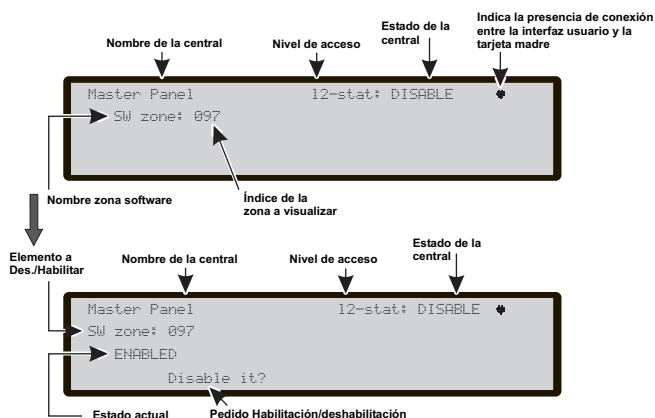 Indica la presencia de conexión
entre la interfaz usuario y la
tarjeta madre
Nombre de la central
Nivel de acceso
Estado de la
central
Master Panel l2-stat: DISABLE
SW zone: 097
Nombre zona software
Índice de la
zona a visualizar
Elemento a
Des./Habilitar
Nombre de la central
Nivel de acceso
Estado de la
central
Master Panel l2-stat: DISABLE
SW zone: 097
ENABLED
Disable it?
Estado actual
Pedido Habilitación/deshabilitación